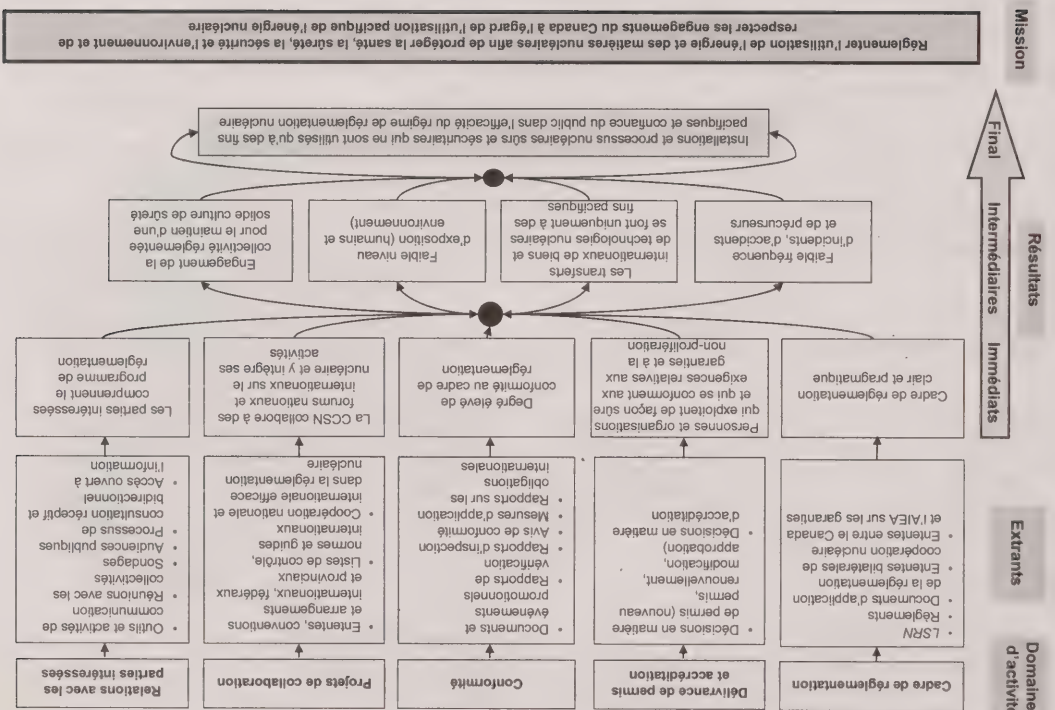 Domaine
d'activité
Cadre de réglementation
Délivrance de permis
et accréditation
Conformité
Projets de collaboration
Relations avec les
parties intéressées
Extrants
• LSRN
• Règlements
• Documents d'application
de la réglementation
• Ententes bilatérales de
coopération nucléaire
• Ententes entre le Canada
et l'AIEA sur les garanties
• Décisions en matière
de permis (nouveau
permis,
renouvellement,
modification,
approbation)
• Décisions en matière
d'accréditation
• Documents et
événements
promotionnels
• Rapports de
vérification
• Rapports d'inspection
• Avis de conformité
• Mesures d'application
• Rapports sur les
obligations
internationales
• Ententes, conventions
et arrangements
internationaux, fédéraux
et provinciaux
• Listes de contrôle,
normes et guides
internationaux
• Coopération nationale et
internationale efficace
dans la réglementation
nucléaire
• Outils et activités de
communication
• Réunions avec les
collectivités
• Sondages
• Audiences publiques
• Processus de
consultation réceptif et
bidirectionnel
• Accès ouvert à
l'information
Résultats
Immédiats
Cadre de réglementation
clair et pragmatique
Personnes et organisations
qui exploitent de façon sûre
et qui se conforment aux
exigences relatives aux
garanties et à la
non-prolifération
Degré élevé de
conformité au cadre de
réglementation
La CCSN collabore à des
forums nationaux et
internationaux sur le
nucléaire et y intègre ses
activités
Les parties intéressées
comprennent le
programme de
réglementation
Intermédiaires
Faible fréquence
d'incidents, d'accidents
et de précurseurs
Les transferts
internationaux de biens et
de technologies nucléaires
se font uniquement à des
fins pacifiques
Faible niveau
d'exposition (humains et
environnement)
Engagement de la
collectivité réglementée
pour le maintien d'une
solide culture de sûreté
Final
Installations et processus nucléaires sûrs et sécuritaires qui ne sont utilisés qu'à des fins
pacifiques et confiance du public dans l'efficacité du régime de réglementation nucléaire
Mission
Réglementer l'utilisation de l'énergie et des matières nucléaires afin de protéger la santé, la sûreté, la sécurité et l'environnement et de
respecter les engagements du Canada à l'égard de l'utilisation pacifique de l'énergie nucléaire